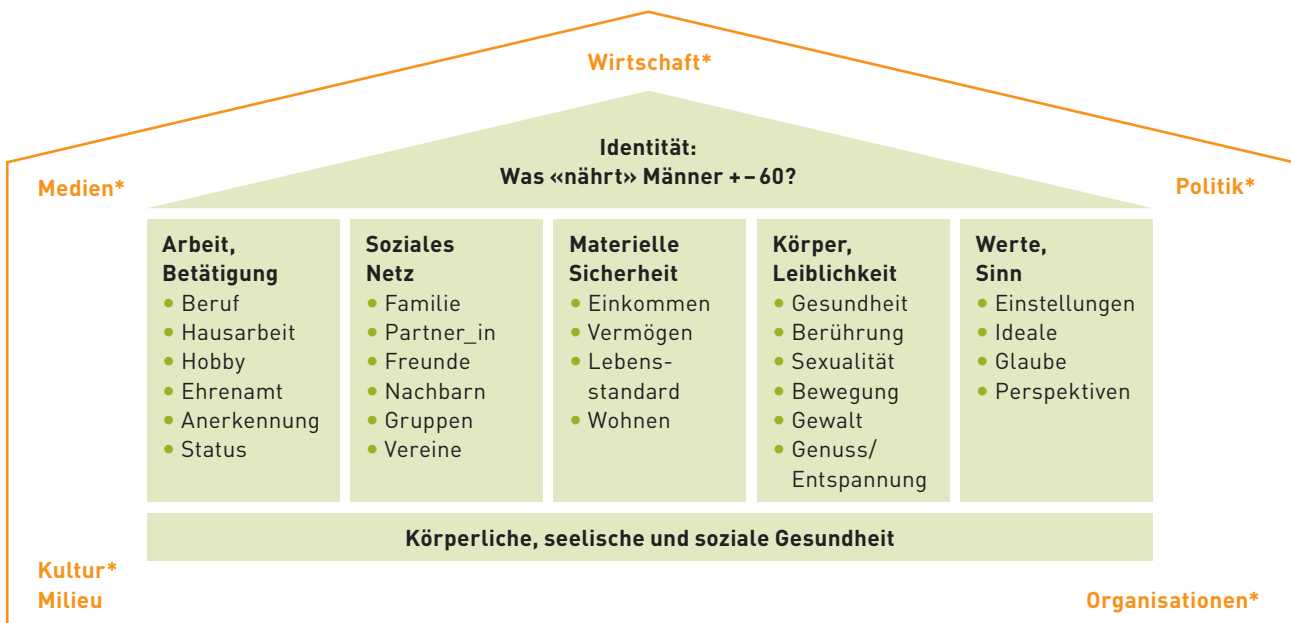 Wirtschaft*
Identität:
Was «nährt» Männer +– 60?
Medien*
Politik*
Arbeit,
Betätigung
• Beruf
• Hausarbeit
• Hobby
• Ehrenamt
• Anerkennung
• Status
Soziales
Netz
• Familie
• Partner_in
• Freunde
• Nachbarn
• Gruppen
• Vereine
Materielle
Sicherheit
• Einkommen
• Vermögen
• Lebens-
standard
• Wohnen
Körper,
Leiblichkeit
• Gesundheit
• Berührung
• Sexualität
• Bewegung
• Gewalt
• Genuss/
Entspannung
Werte,
Sinn
• Einstellungen
• Ideale
• Glaube
• Perspektiven
Körperliche, seelische und soziale Gesundheit
Kultur*
Milieu
Organisationen*